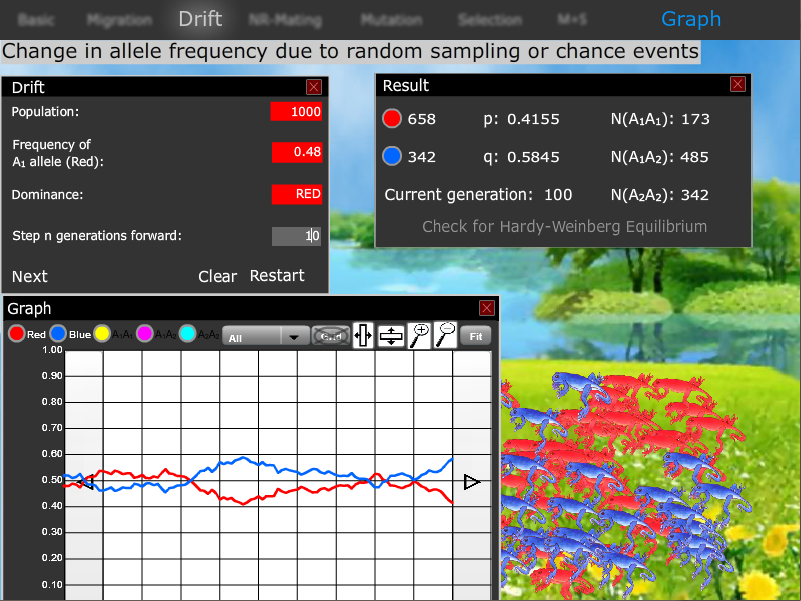 Basic Migration Drift NR-Mating Mutation Selection M+S Graph
Change in allele frequency due to random sampling or chance events
Drift
Population: 1000
Frequency of
A₁ allele (Red): 0.48
Dominance: RED
Step n generations forward: 10
Next Clear Restart
Result
658 p: 0.4155 N(A₁A₁): 173
342 q: 0.5845 N(A₁A₂): 485
Current generation: 100 N(A₂A₂): 342
Check for Hardy-Weinberg Equilibrium
Graph
Red Blue A₁A₁ A₁A₂ A₂A₂ All Grid Fit
1.00
0.90
0.80
0.70
0.60
0.50
0.40
0.30
0.20
0.10